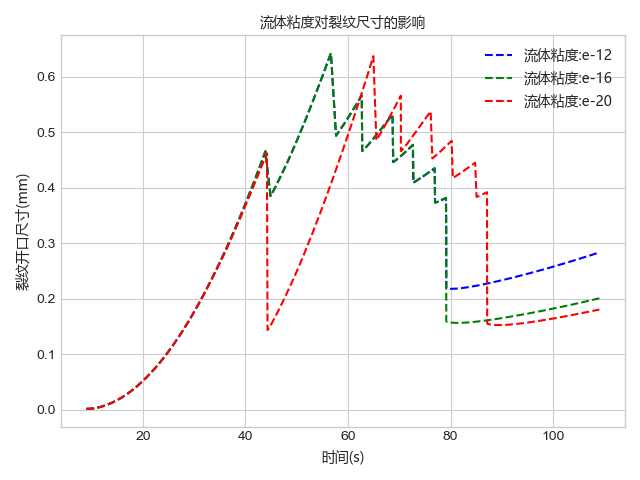 流体粘度对裂纹尺寸的影响
流体粘度:e-12
流体粘度:e-16
流体粘度:e-20
裂纹开口尺寸(mm)
0.6
0.5
0.4
0.3
0.2
0.1
0.0
20 40 60 80 100
时间(s)